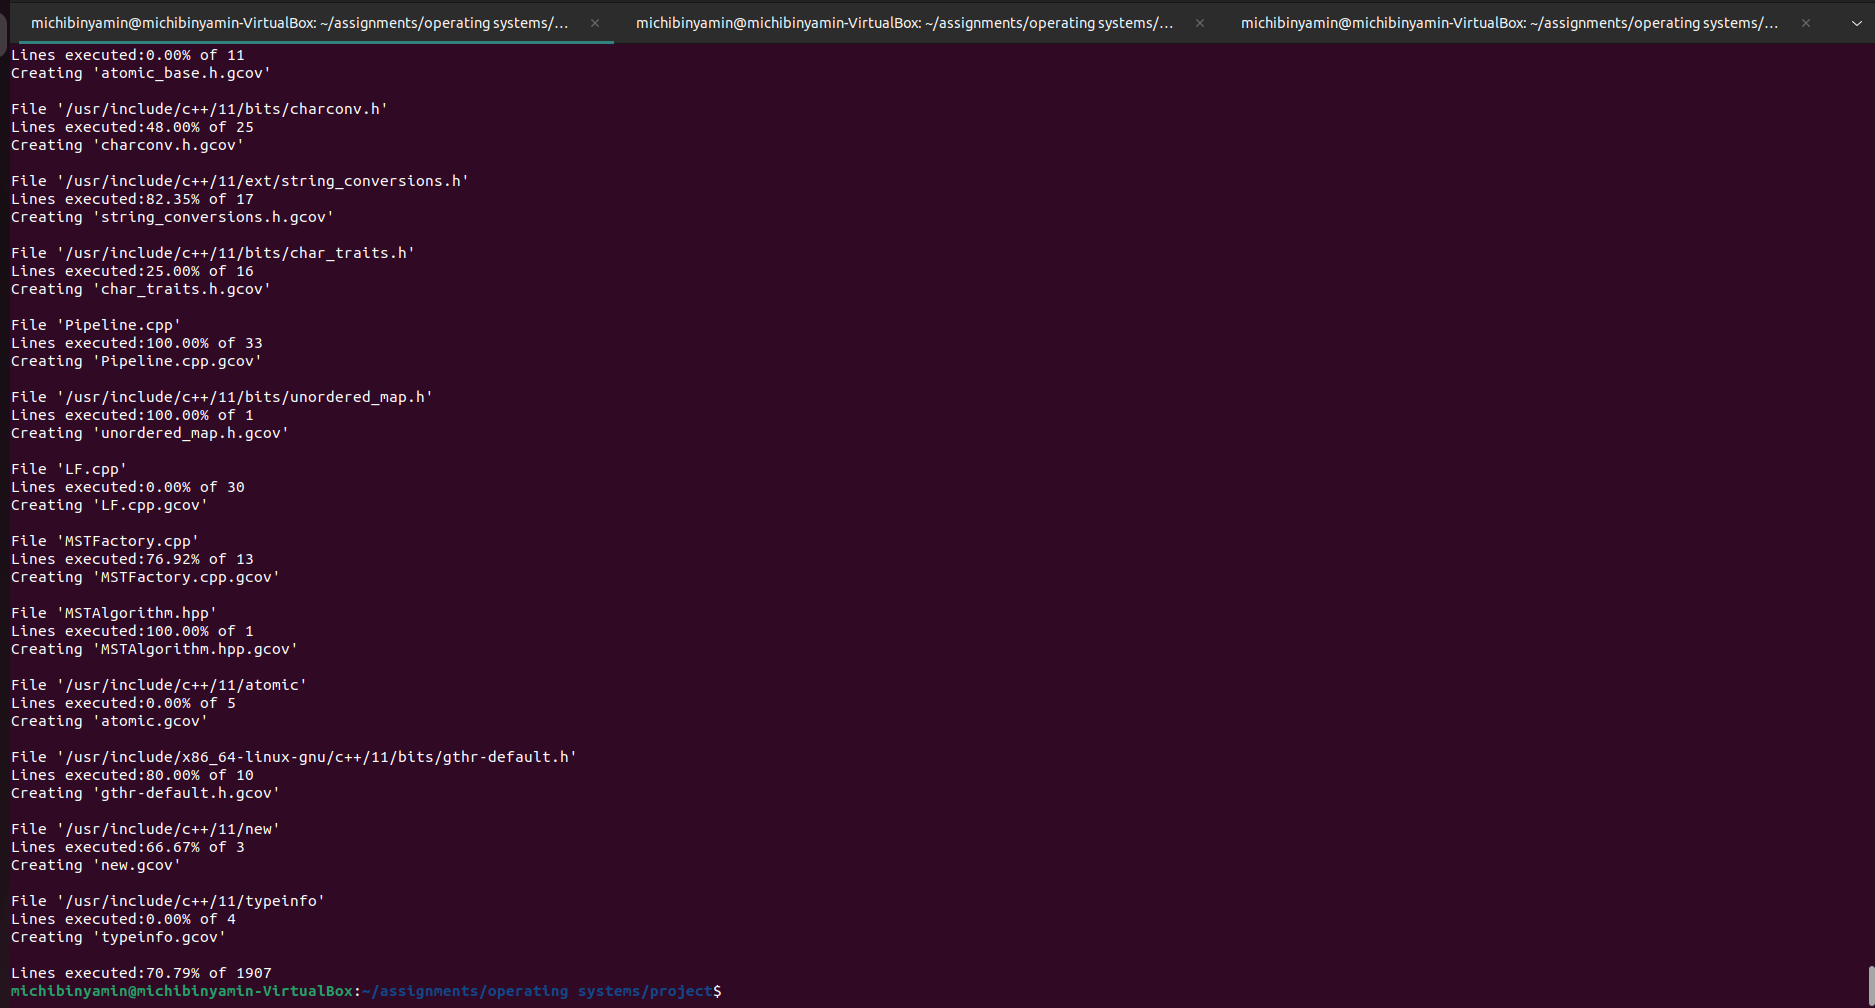 michibinyamin@michibinyamin-VirtualBox: ~/assignments/operating systems/... × michibinyamin@michibinyamin-VirtualBox: ~/assignments/operating systems/... × michibinyamin@michibinyamin-VirtualBox: ~/assignments/operating systems/... ×
Lines executed:0.00% of 11
Creating 'atomic_base.h.gcov'
File '/usr/include/c++/11/bits/charconv.h'
Lines executed:48.00% of 25
Creating 'charconv.h.gcov'
File '/usr/include/c++/11/ext/string_conversions.h'
Lines executed:82.35% of 17
Creating 'string_conversions.h.gcov'
File '/usr/include/c++/11/bits/char_traits.h'
Lines executed:25.00% of 16
Creating 'char_traits.h.gcov'
File 'Pipeline.cpp'
Lines executed:100.00% of 33
Creating 'Pipeline.cpp.gcov'
File '/usr/include/c++/11/bits/unordered_map.h'
Lines executed:100.00% of 1
Creating 'unordered_map.h.gcov'
File 'LF.cpp'
Lines executed:0.00% of 30
Creating 'LF.cpp.gcov'
File 'MSTFactory.cpp'
Lines executed:76.92% of 13
Creating 'MSTFactory.cpp.gcov'
File 'MSTAlgorithm.hpp'
Lines executed:100.00% of 1
Creating 'MSTAlgorithm.hpp.gcov'
File '/usr/include/c++/11/atomic'
Lines executed:0.00% of 5
Creating 'atomic.gcov'
File '/usr/include/x86_64-linux-gnu/c++/11/bits/gthr-default.h'
Lines executed:80.00% of 10
Creating 'gthr-default.h.gcov'
File '/usr/include/c++/11/new'
Lines executed:66.67% of 3
Creating 'new.gcov'
File '/usr/include/c++/11/typeinfo'
Lines executed:0.00% of 4
Creating 'typeinfo.gcov'
Lines executed:70.79% of 1907
michibinyamin@michibinyamin-VirtualBox:~/assignments/operating systems/project$